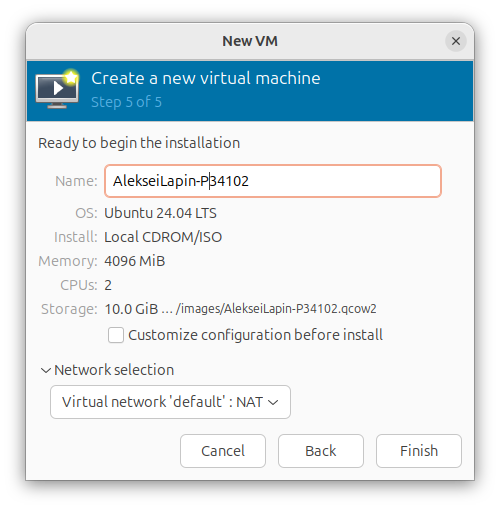 New VM
Create a new virtual machine
Step 5 of 5
Ready to begin the installation
Name: AlekseiLapin-P34102
OS: Ubuntu 24.04 LTS
Install: Local CDROM/ISO
Memory: 4096 MiB
CPUs: 2
Storage: 10.0 GiB ... /images/AlekseiLapin-P34102.qcow2
Customize configuration before install
Network selection
Virtual network 'default' : NAT
Cancel Back Finish